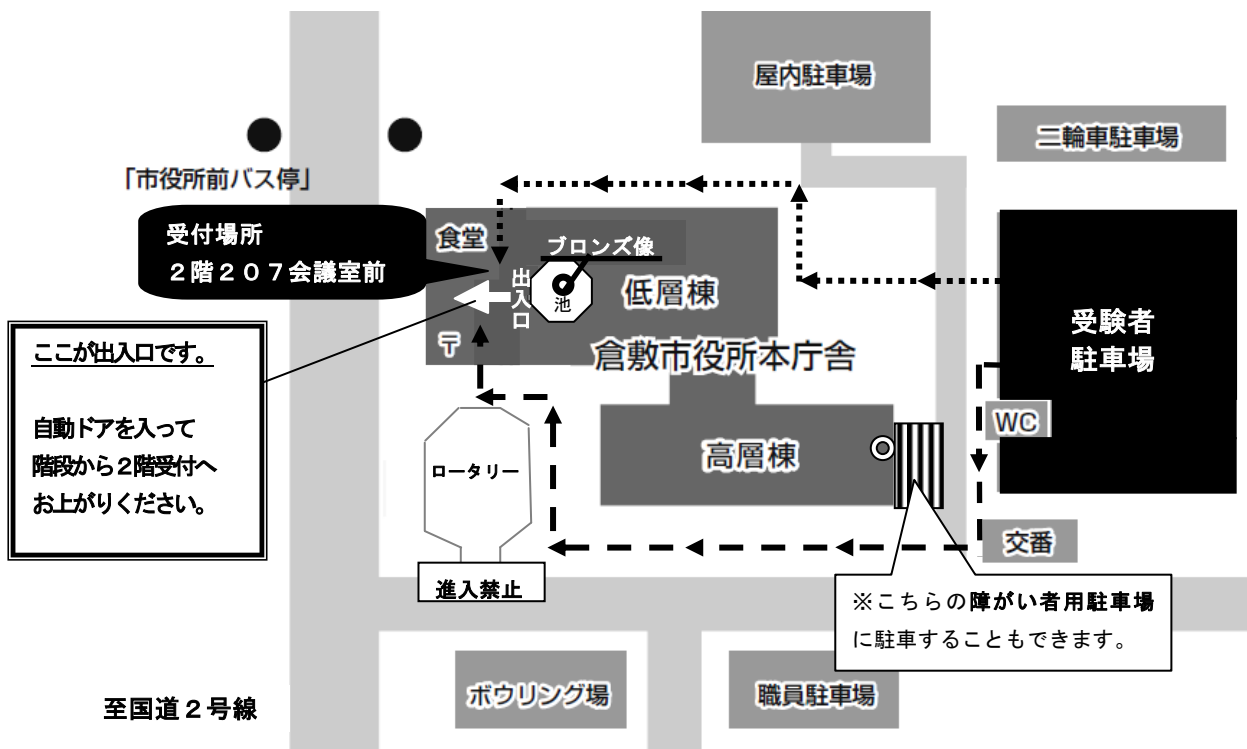 屋内駐車場
二輪車駐車場
「市役所前バス停」
受付場所
２階２０７会議室前
食堂
ブロンズ像
出入口
池
低層棟
〒
倉敷市役所本庁舎
受験者
駐車場
ここが出入口です。
自動ドアを入って
階段から２階受付へ
お上がりください。
WC
高層棟
ロータリー
交番
進入禁止
※こちらの障がい者用駐車場
に駐車することもできます。
ボウリング場
職員駐車場
至国道２号線